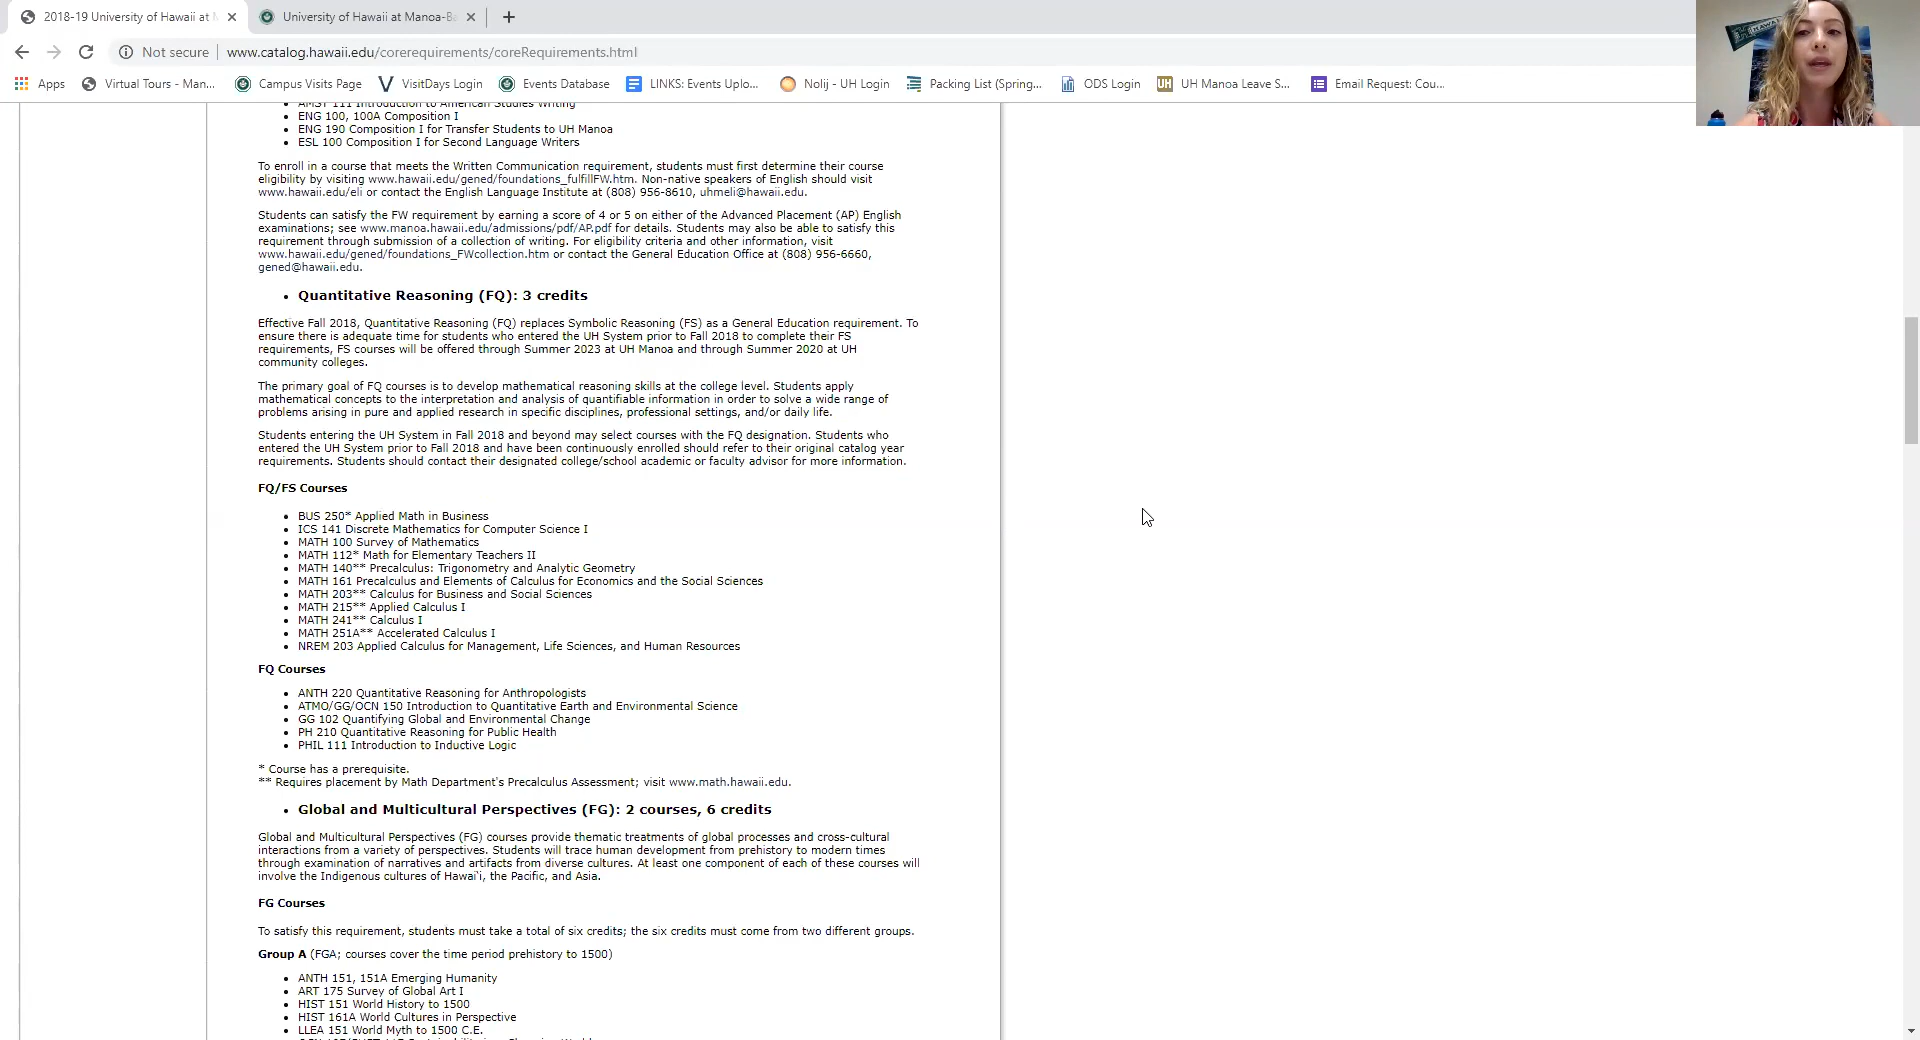 2018-19 University of Hawaii at M
University of Hawaii at Manoa-Ba
Not secure
www.catalog.hawaii.edu/corerequirements/coreRequirements.html
Apps
Virtual Tours - Man...
Campus Visits Page
VisitDays Login
Events Database
LINKS: Events Uplo...
Nolij - UH Login
Packing List (Spring...
ODS Login
UH Manoa Leave S...
Email Request: Cou...
AMST 111 Introduction to American Studies Writing
ENG 100, 100A Composition I
ENG 190 Composition I for Transfer Students to UH Manoa
ESL 100 Composition I for Second Language Writers
To enroll in a course that meets the Written Communication requirement, students must first determine their course
eligibility by visiting www.hawaii.edu/gened/foundations_fulfillFW.htm. Non-native speakers of English should visit
www.hawaii.edu/eli or contact the English Language Institute at (808) 956-8610, uhmeli@hawaii.edu.
Students can satisfy the FW requirement by earning a score of 4 or 5 on either of the Advanced Placement (AP) English
examinations; see www.manoa.hawaii.edu/admissions/pdf/AP.pdf for details. Students may also be able to satisfy this
requirement through submission of a collection of writing. For eligibility criteria and other information, visit
www.hawaii.edu/gened/foundations_FWcollection.htm or contact the General Education Office at (808) 956-6660,
gened@hawaii.edu.
Quantitative Reasoning (FQ): 3 credits
Effective Fall 2018, Quantitative Reasoning (FQ) replaces Symbolic Reasoning (FS) as a General Education requirement. To
ensure there is adequate time for students who entered the UH System prior to Fall 2018 to complete their FS
requirements, FS courses will be offered through Summer 2023 at UH Manoa and through Summer 2020 at UH
community colleges.
The primary goal of FQ courses is to develop mathematical reasoning skills at the college level. Students apply
mathematical concepts to the interpretation and analysis of quantifiable information in order to solve a wide range of
problems arising in pure and applied research in specific disciplines, professional settings, and/or daily life.
Students entering the UH System in Fall 2018 and beyond may select courses with the FQ designation. Students who
entered the UH System prior to Fall 2018 and have been continuously enrolled should refer to their original catalog year
requirements. Students should contact their designated college/school academic or faculty advisor for more information.
FQ/FS Courses
BUS 250* Applied Math in Business
ICS 141 Discrete Mathematics for Computer Science I
MATH 100 Survey of Mathematics
MATH 112* Math for Elementary Teachers II
MATH 140** Precalculus: Trigonometry and Analytic Geometry
MATH 161 Precalculus and Elements of Calculus for Economics and the Social Sciences
MATH 203** Calculus for Business and Social Sciences
MATH 215** Applied Calculus I
MATH 241** Calculus I
MATH 251A** Accelerated Calculus I
NREM 203 Applied Calculus for Management, Life Sciences, and Human Resources
FQ Courses
ANTH 220 Quantitative Reasoning for Anthropologists
ATMO/GG/OCN 150 Introduction to Quantitative Earth and Environmental Science
GG 102 Quantifying Global and Environmental Change
PH 210 Quantitative Reasoning for Public Health
PHIL 111 Introduction to Inductive Logic
* Course has a prerequisite.
** Requires placement by Math Department's Precalculus Assessment; visit www.math.hawaii.edu.
Global and Multicultural Perspectives (FG): 2 courses, 6 credits
Global and Multicultural Perspectives (FG) courses provide thematic treatments of global processes and cross-cultural
interactions from a variety of perspectives. Students will trace human development from prehistory to modern times
through examination of narratives and artifacts from diverse cultures. At least one component of each of these courses will
involve the Indigenous cultures of Hawai'i, the Pacific, and Asia.
FG Courses
To satisfy this requirement, students must take a total of six credits; the six credits must come from two different groups.
Group A (FGA; courses cover the time period prehistory to 1500)
ANTH 151, 151A Emerging Humanity
ART 175 Survey of Global Art I
HIST 151 World History to 1500
HIST 161A World Cultures in Perspective
LLEA 151 World Myth to 1500 C.E.